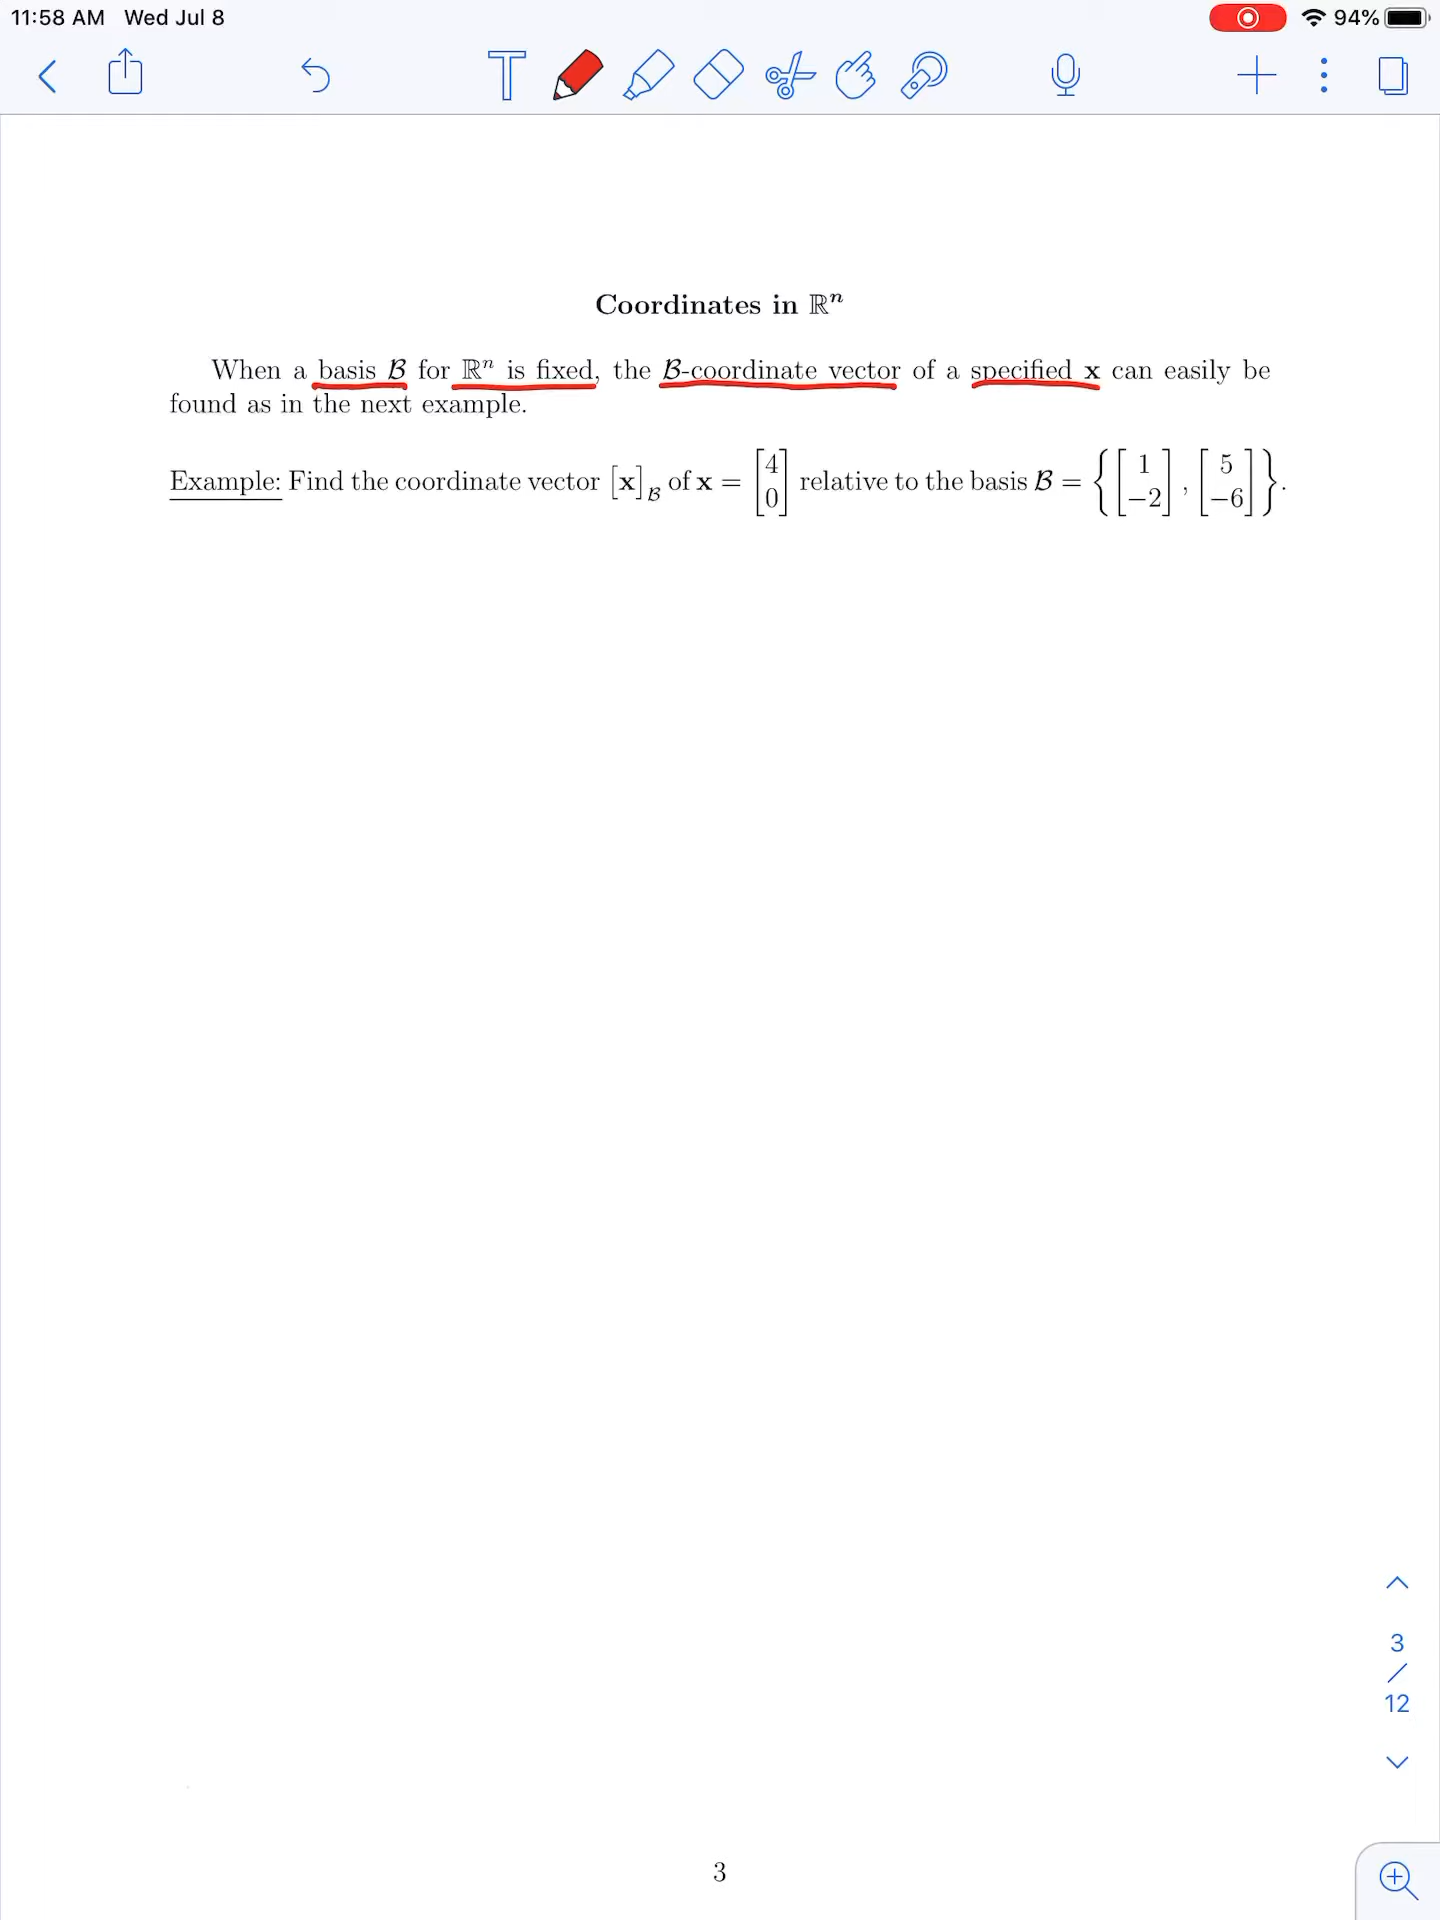 11:58 AM Wed Jul 8 94%
Coordinates in ℝⁿ
When a basis ℬ for ℝⁿ is fixed, the ℬ-coordinate vector of a specified x can easily be
found as in the next example.
Example: Find the coordinate vector [x]_ℬ of x = [4 0] relative to the basis ℬ = {[1 −2], [5 −6]}.
3
/
12
3